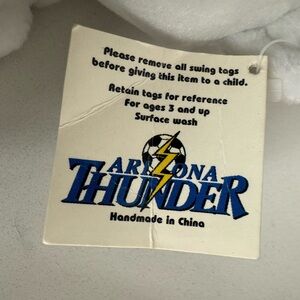 Please remove all swing tags
before giving this item to a child.
Retain tags for reference
For ages 3 and up
Surface wash
ARIZONA
THUNDER
Handmade in China